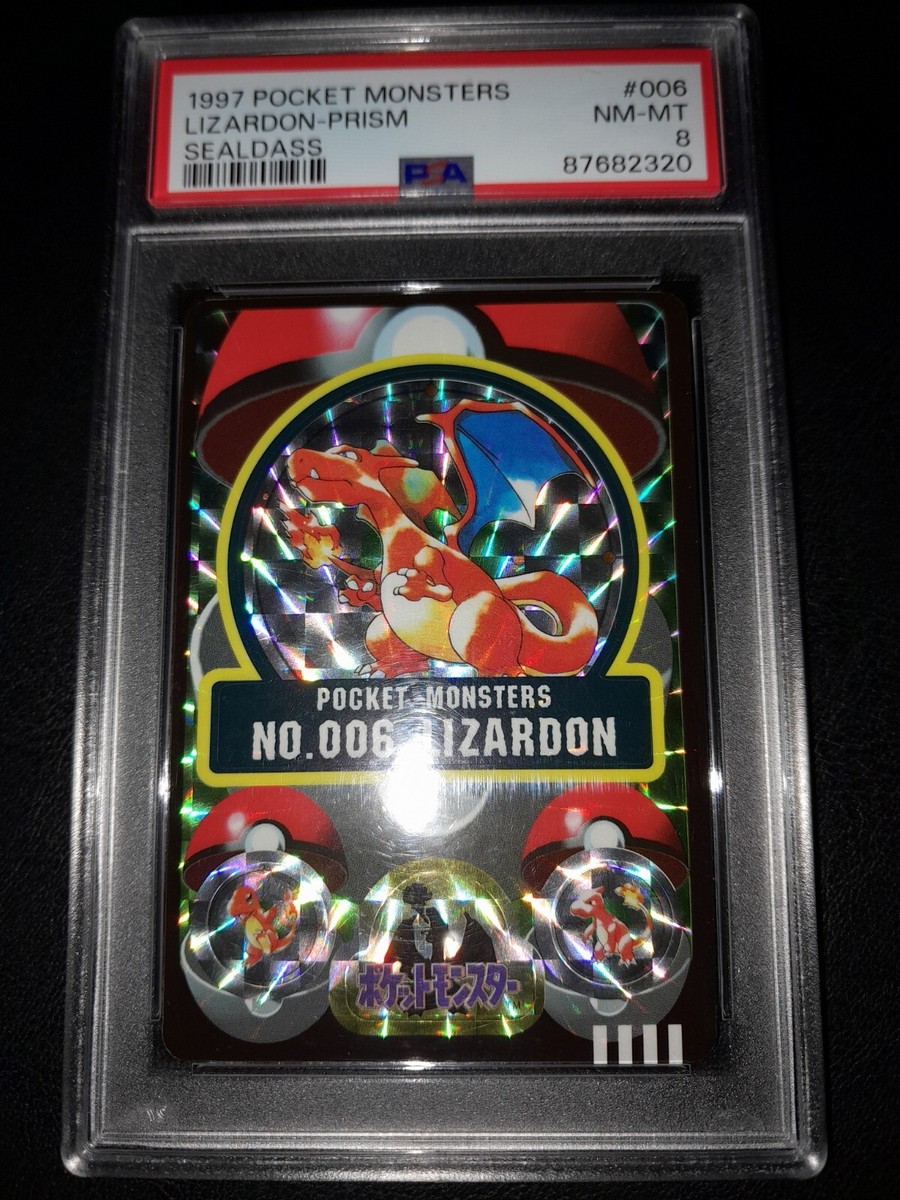 1997 POCKET MONSTERS #006
LIZARDON-PRISM NM-MT
SEALDASS 8
PSA 87682320
POCKET MONSTERS
NO.006 LIZARDON
ポケットモンスター